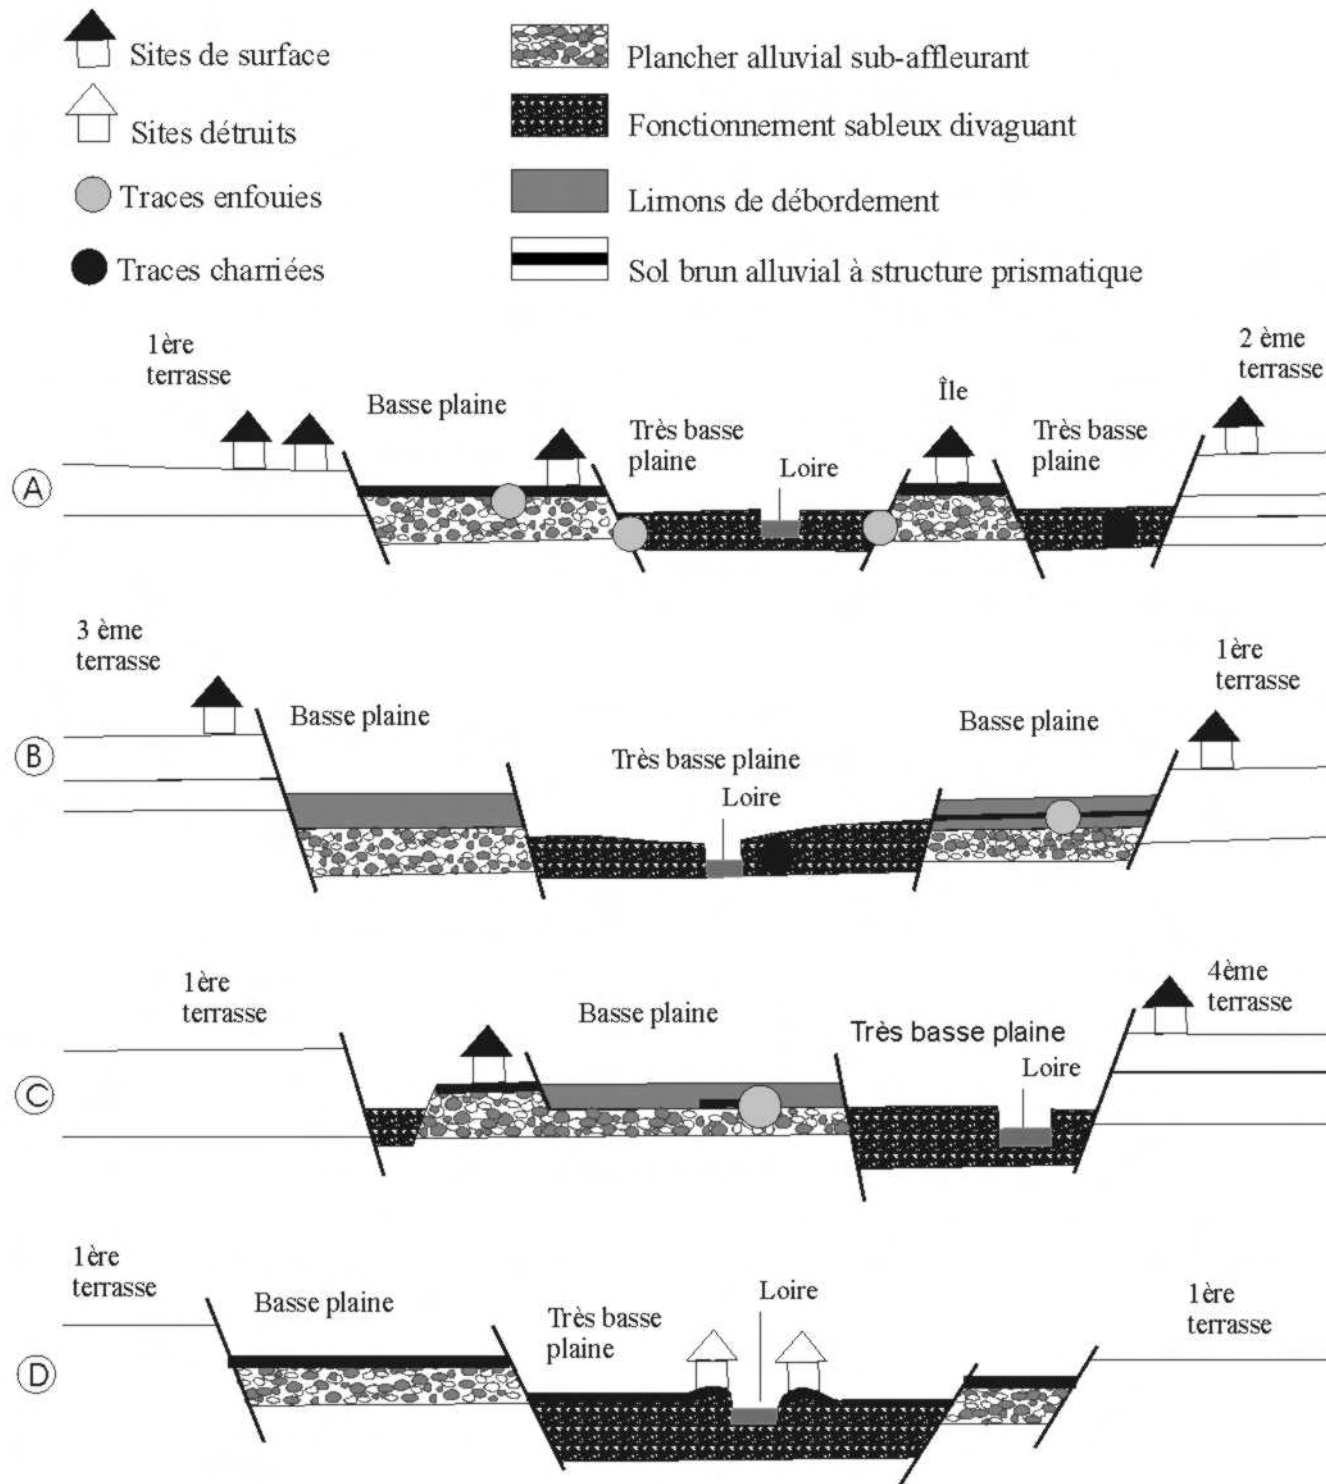 Sites de surface
Sites détruits
Traces enfouies
Traces charriées
Plancher alluvial sub-affleurant
Fonctionnement sableux divaguant
Limons de débordement
Sol brun alluvial à structure prismatique
A
1ère
terrasse
Basse plaine
Très basse
plaine
Loire
Île
Très basse
plaine
2 ème
terrasse
B
3 ème
terrasse
Basse plaine
Très basse plaine
Loire
Basse plaine
1ère
terrasse
C
1ère
terrasse
Basse plaine
Très basse plaine
Loire
4ème
terrasse
D
1ère
terrasse
Basse plaine
Très basse
plaine
Loire
1ère
terrasse